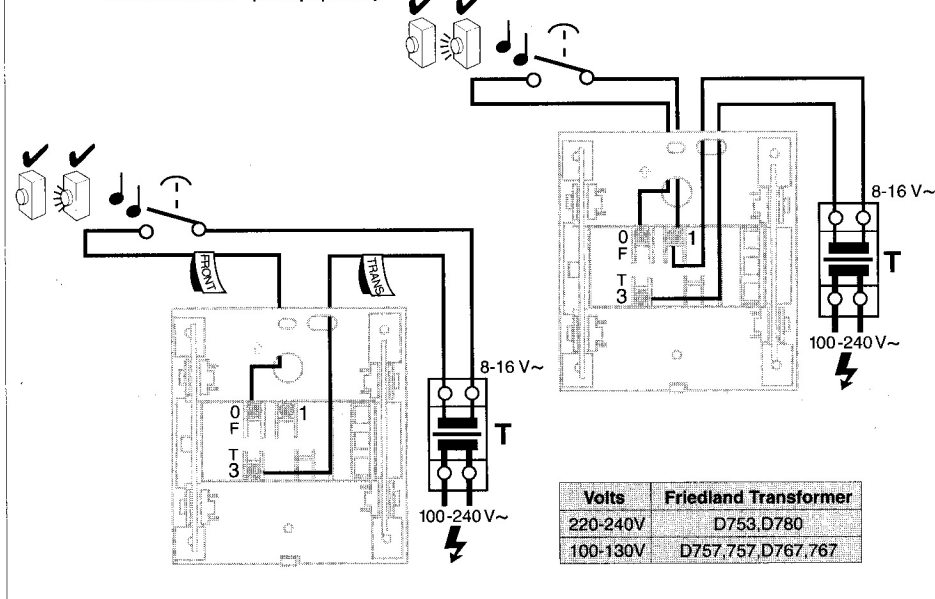 8-16 V~
0
1
F
T
3
T
100-240 V~
FRONT
TRANS
8-16 V~
0
1
F
T
3
T
100-240 V~
Volts Friedland Transformer
220-240V D753,D780
100-130V D757,757,D767,767